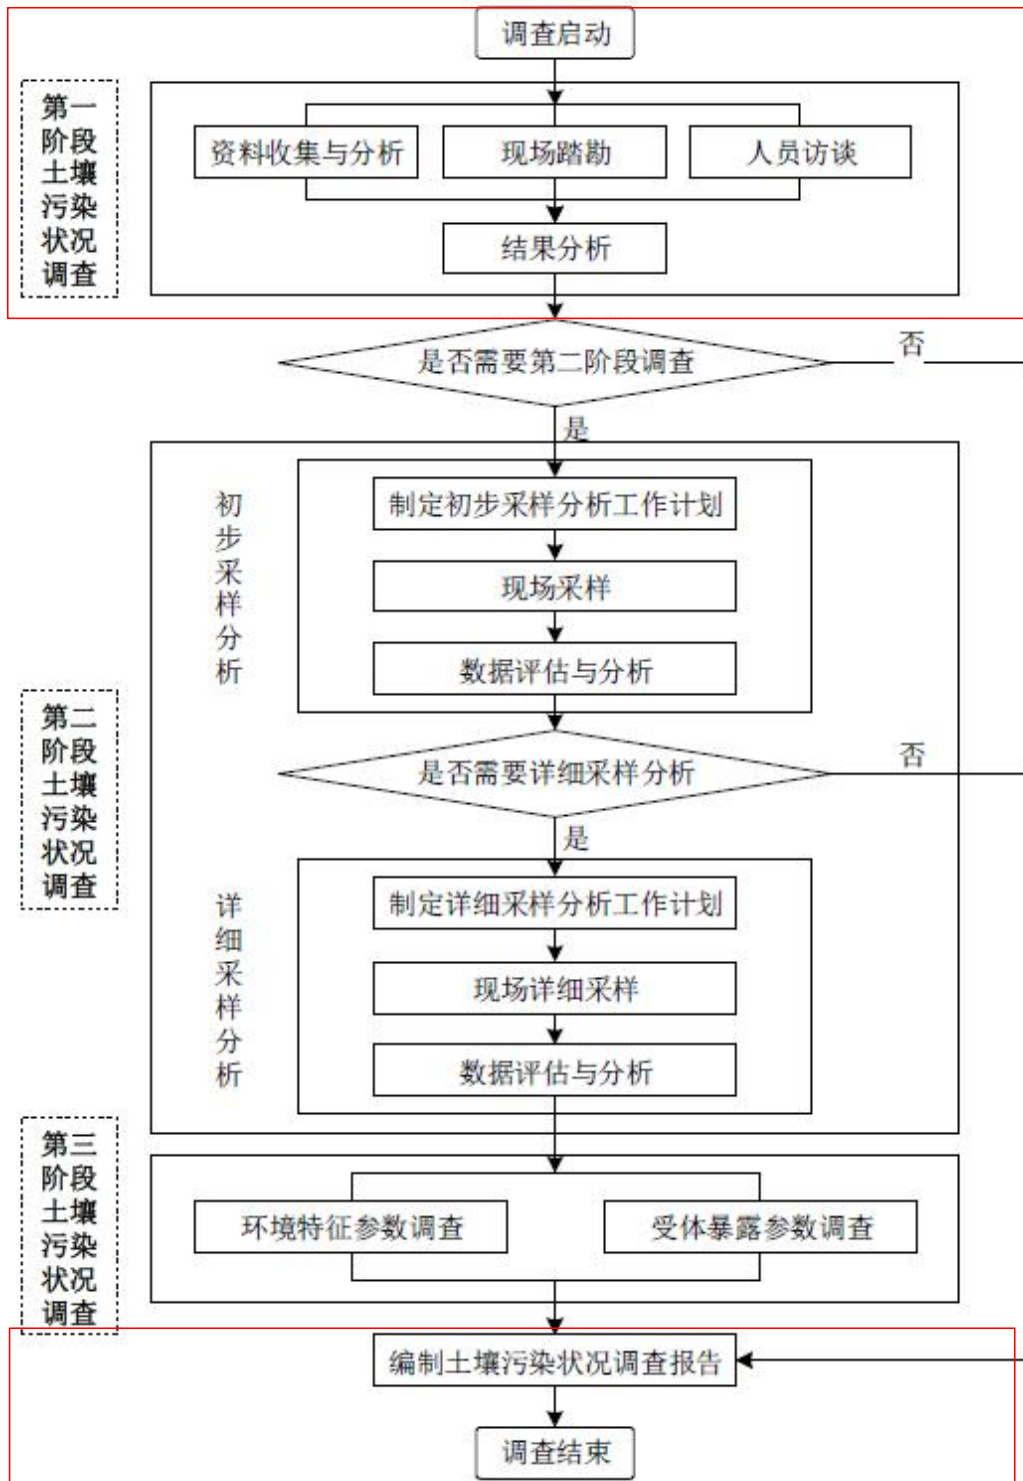 调查启动
第一
阶段
土壤
污染
状况
调查
资料收集与分析
现场踏勘
人员访谈
结果分析
是否需要第二阶段调查
否
是
第二
阶段
土壤
污染
状况
调查
初
步
采
样
分
析
制定初步采样分析工作计划
现场采样
数据评估与分析
是否需要详细采样分析
否
是
详
细
采
样
分
析
制定详细采样分析工作计划
现场详细采样
数据评估与分析
第三
阶段
土壤
污染
状况
调查
环境特征参数调查
受体暴露参数调查
编制土壤污染状况调查报告
调查结束